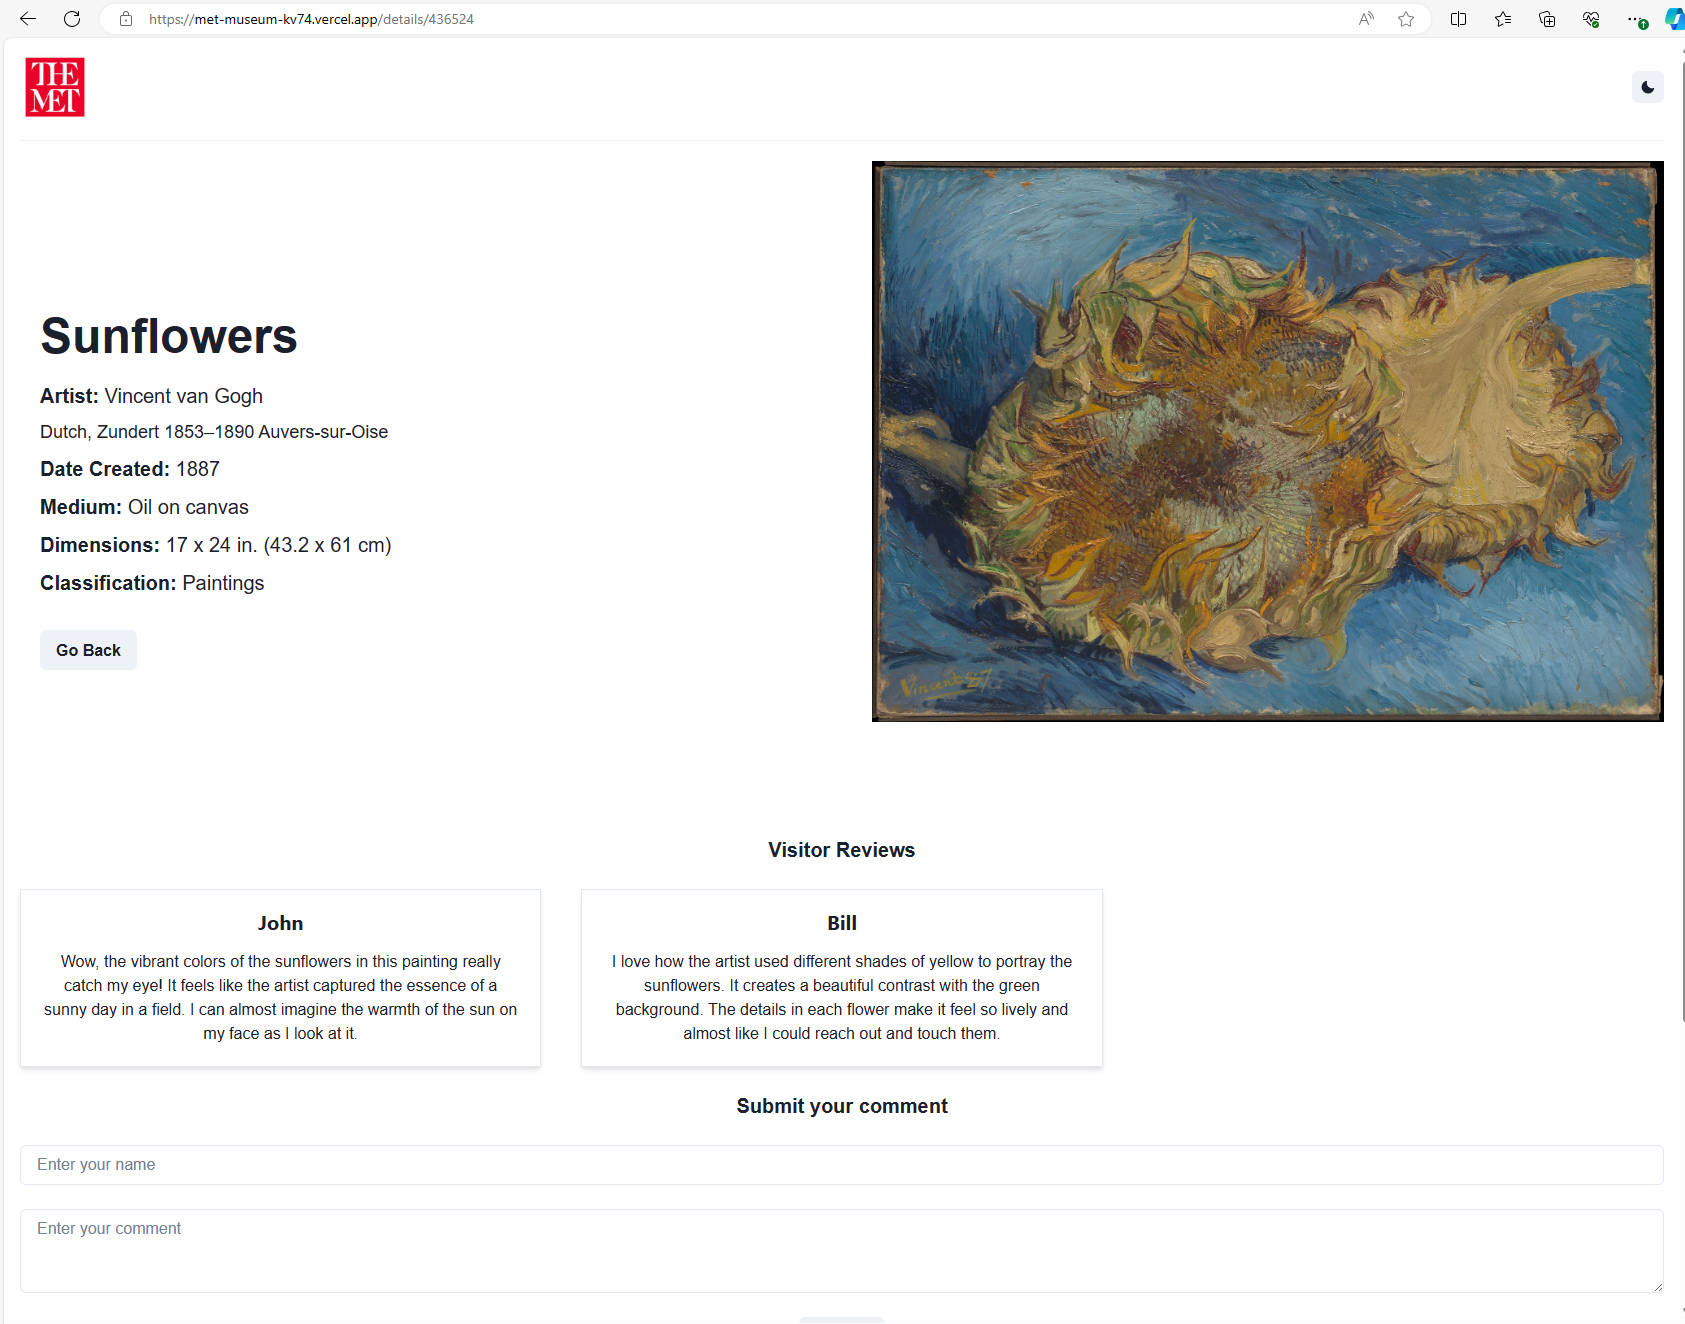 https://met-museum-kv74.vercel.app/details/436524
THE
MET
Sunflowers
Artist: Vincent van Gogh
Dutch, Zundert 1853–1890 Auvers-sur-Oise
Date Created: 1887
Medium: Oil on canvas
Dimensions: 17 x 24 in. (43.2 x 61 cm)
Classification: Paintings
Go Back
Vincent 87
Visitor Reviews
John
Wow, the vibrant colors of the sunflowers in this painting really
catch my eye! It feels like the artist captured the essence of a
sunny day in a field. I can almost imagine the warmth of the sun on
my face as I look at it.
Bill
I love how the artist used different shades of yellow to portray the
sunflowers. It creates a beautiful contrast with the green
background. The details in each flower make it feel so lively and
almost like I could reach out and touch them.
Submit your comment
Enter your name
Enter your comment